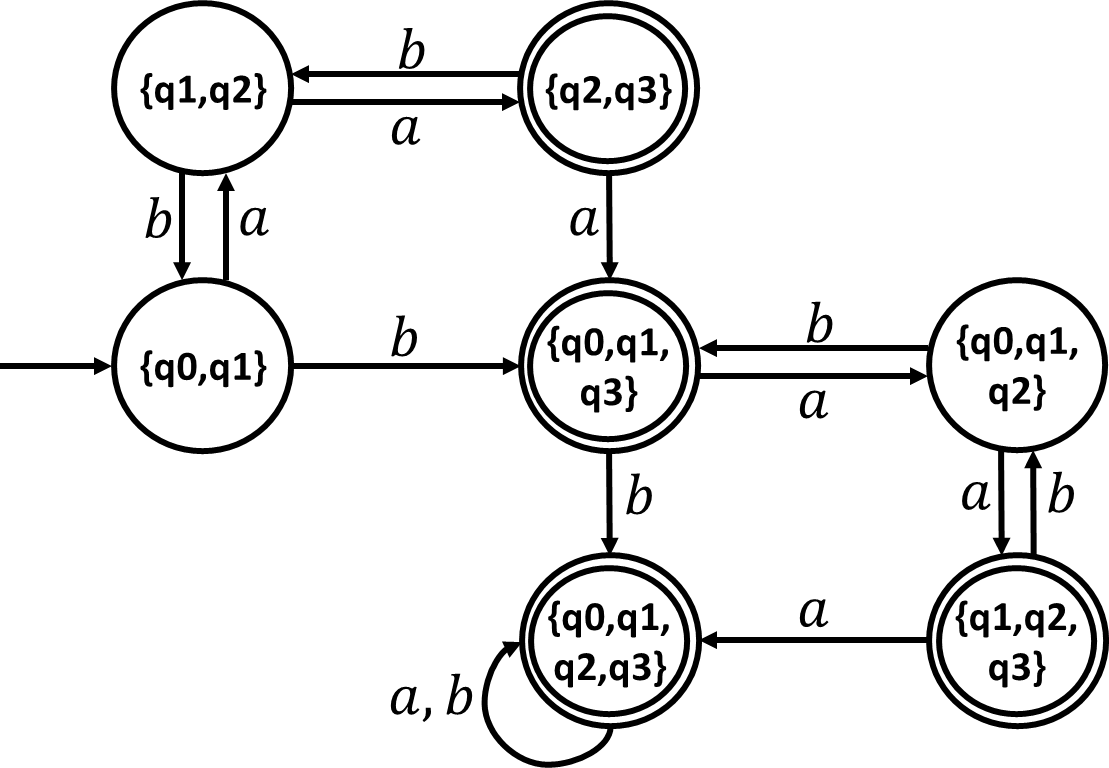 b
{q1,q2}
{q2,q3}
a
b
a
a
{q0,q1}
b
{q0,q1,
q3}
b
a
{q0,q1,
q2}
b
a
b
{q0,q1,
q2,q3}
a
{q1,q2,
q3}
a, b